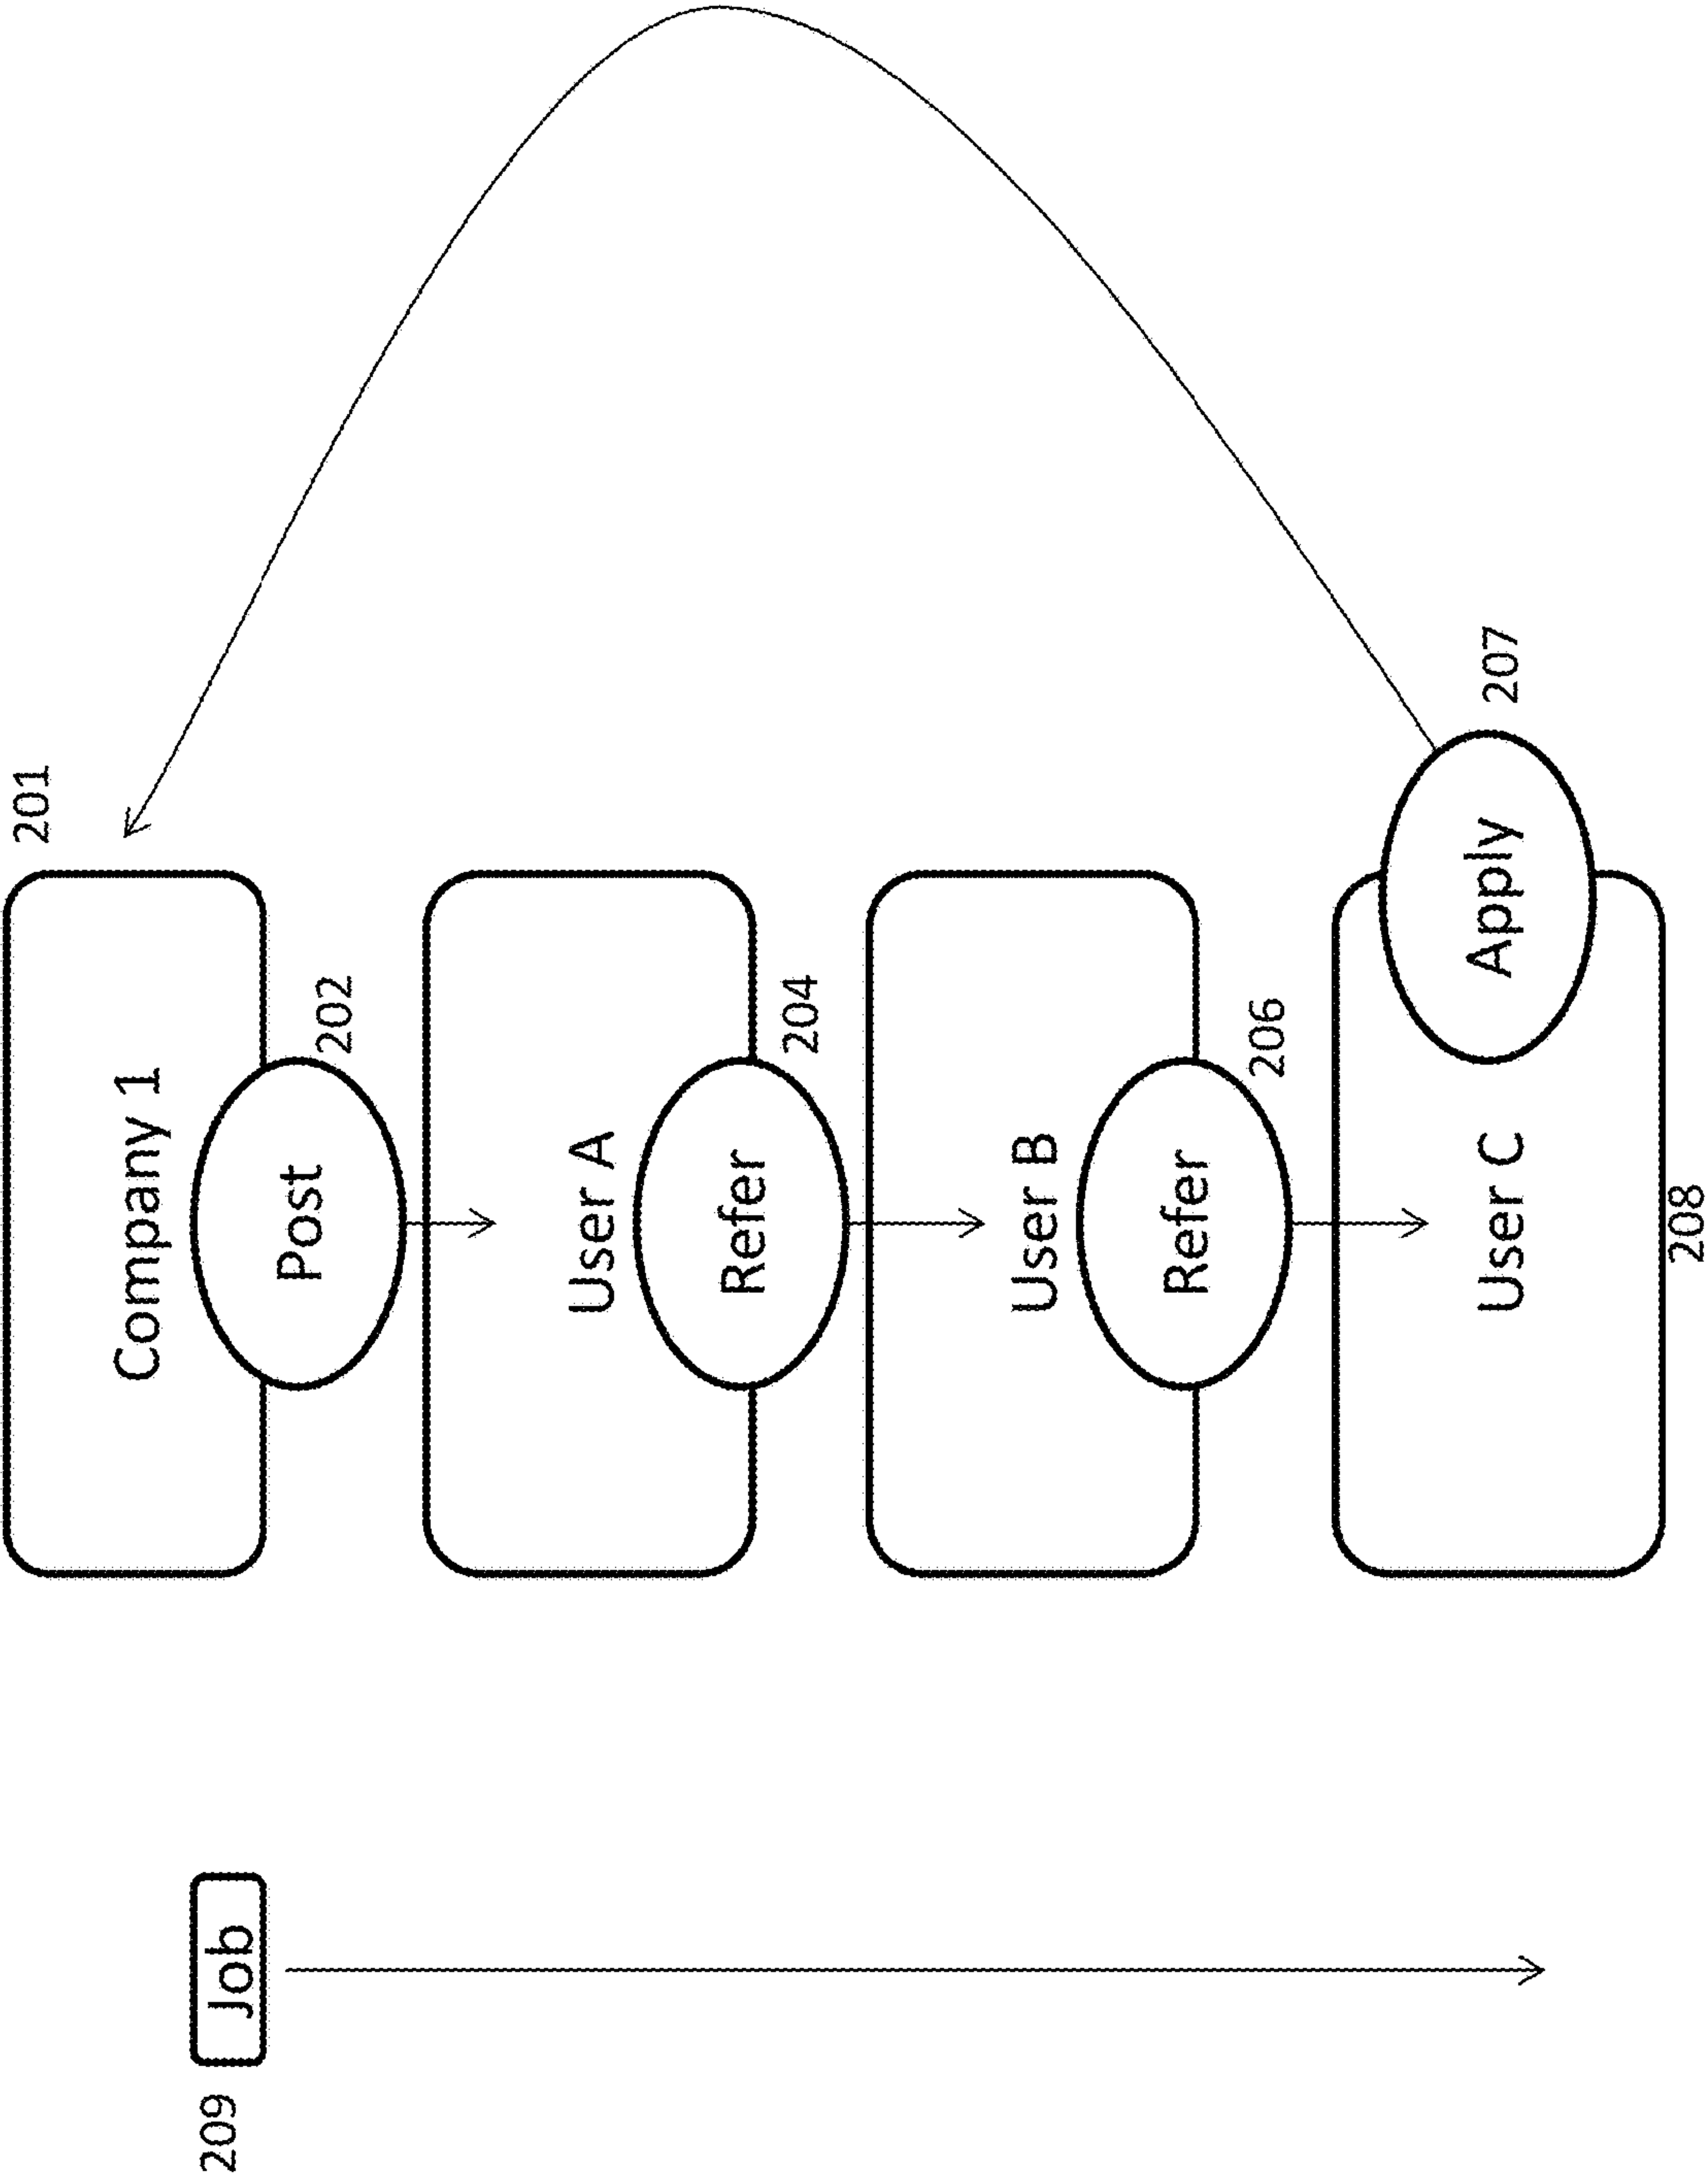 201
Company 1
209 Job
Post
202
User A
Refer
204
User B
Refer
206
User C
Apply
207
208